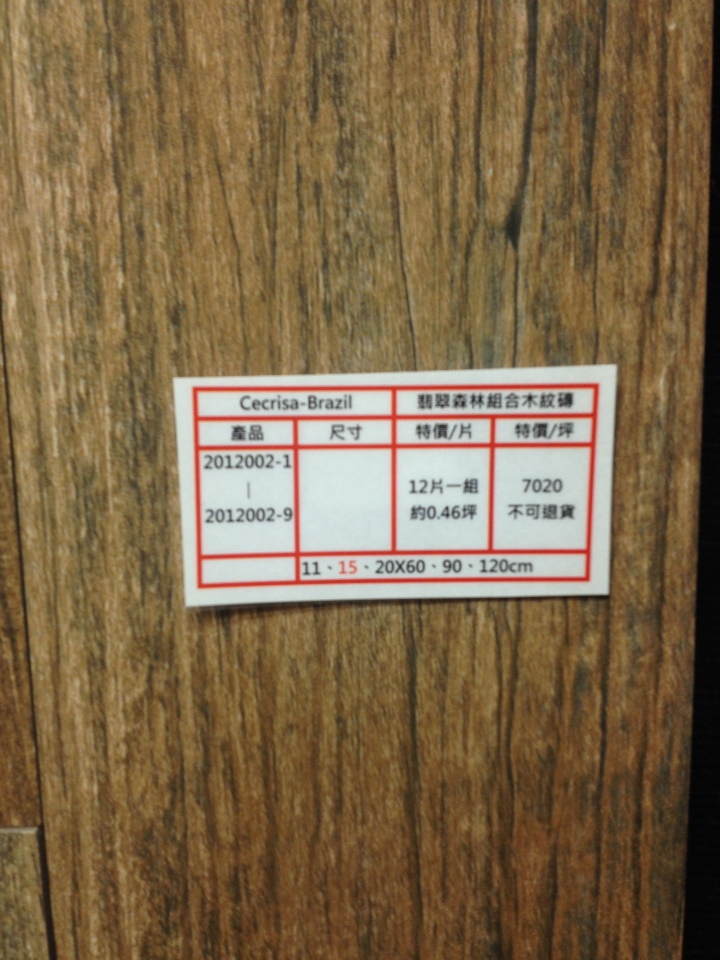 Cecrisa-Brazil 翡翠森林組合木紋磚
產品 尺寸 特價/片 特價/坪
2012002-1
|
2012002-9
12片一組
約0.46坪
7020
不可退貨
11、15、20X60、90、120cm